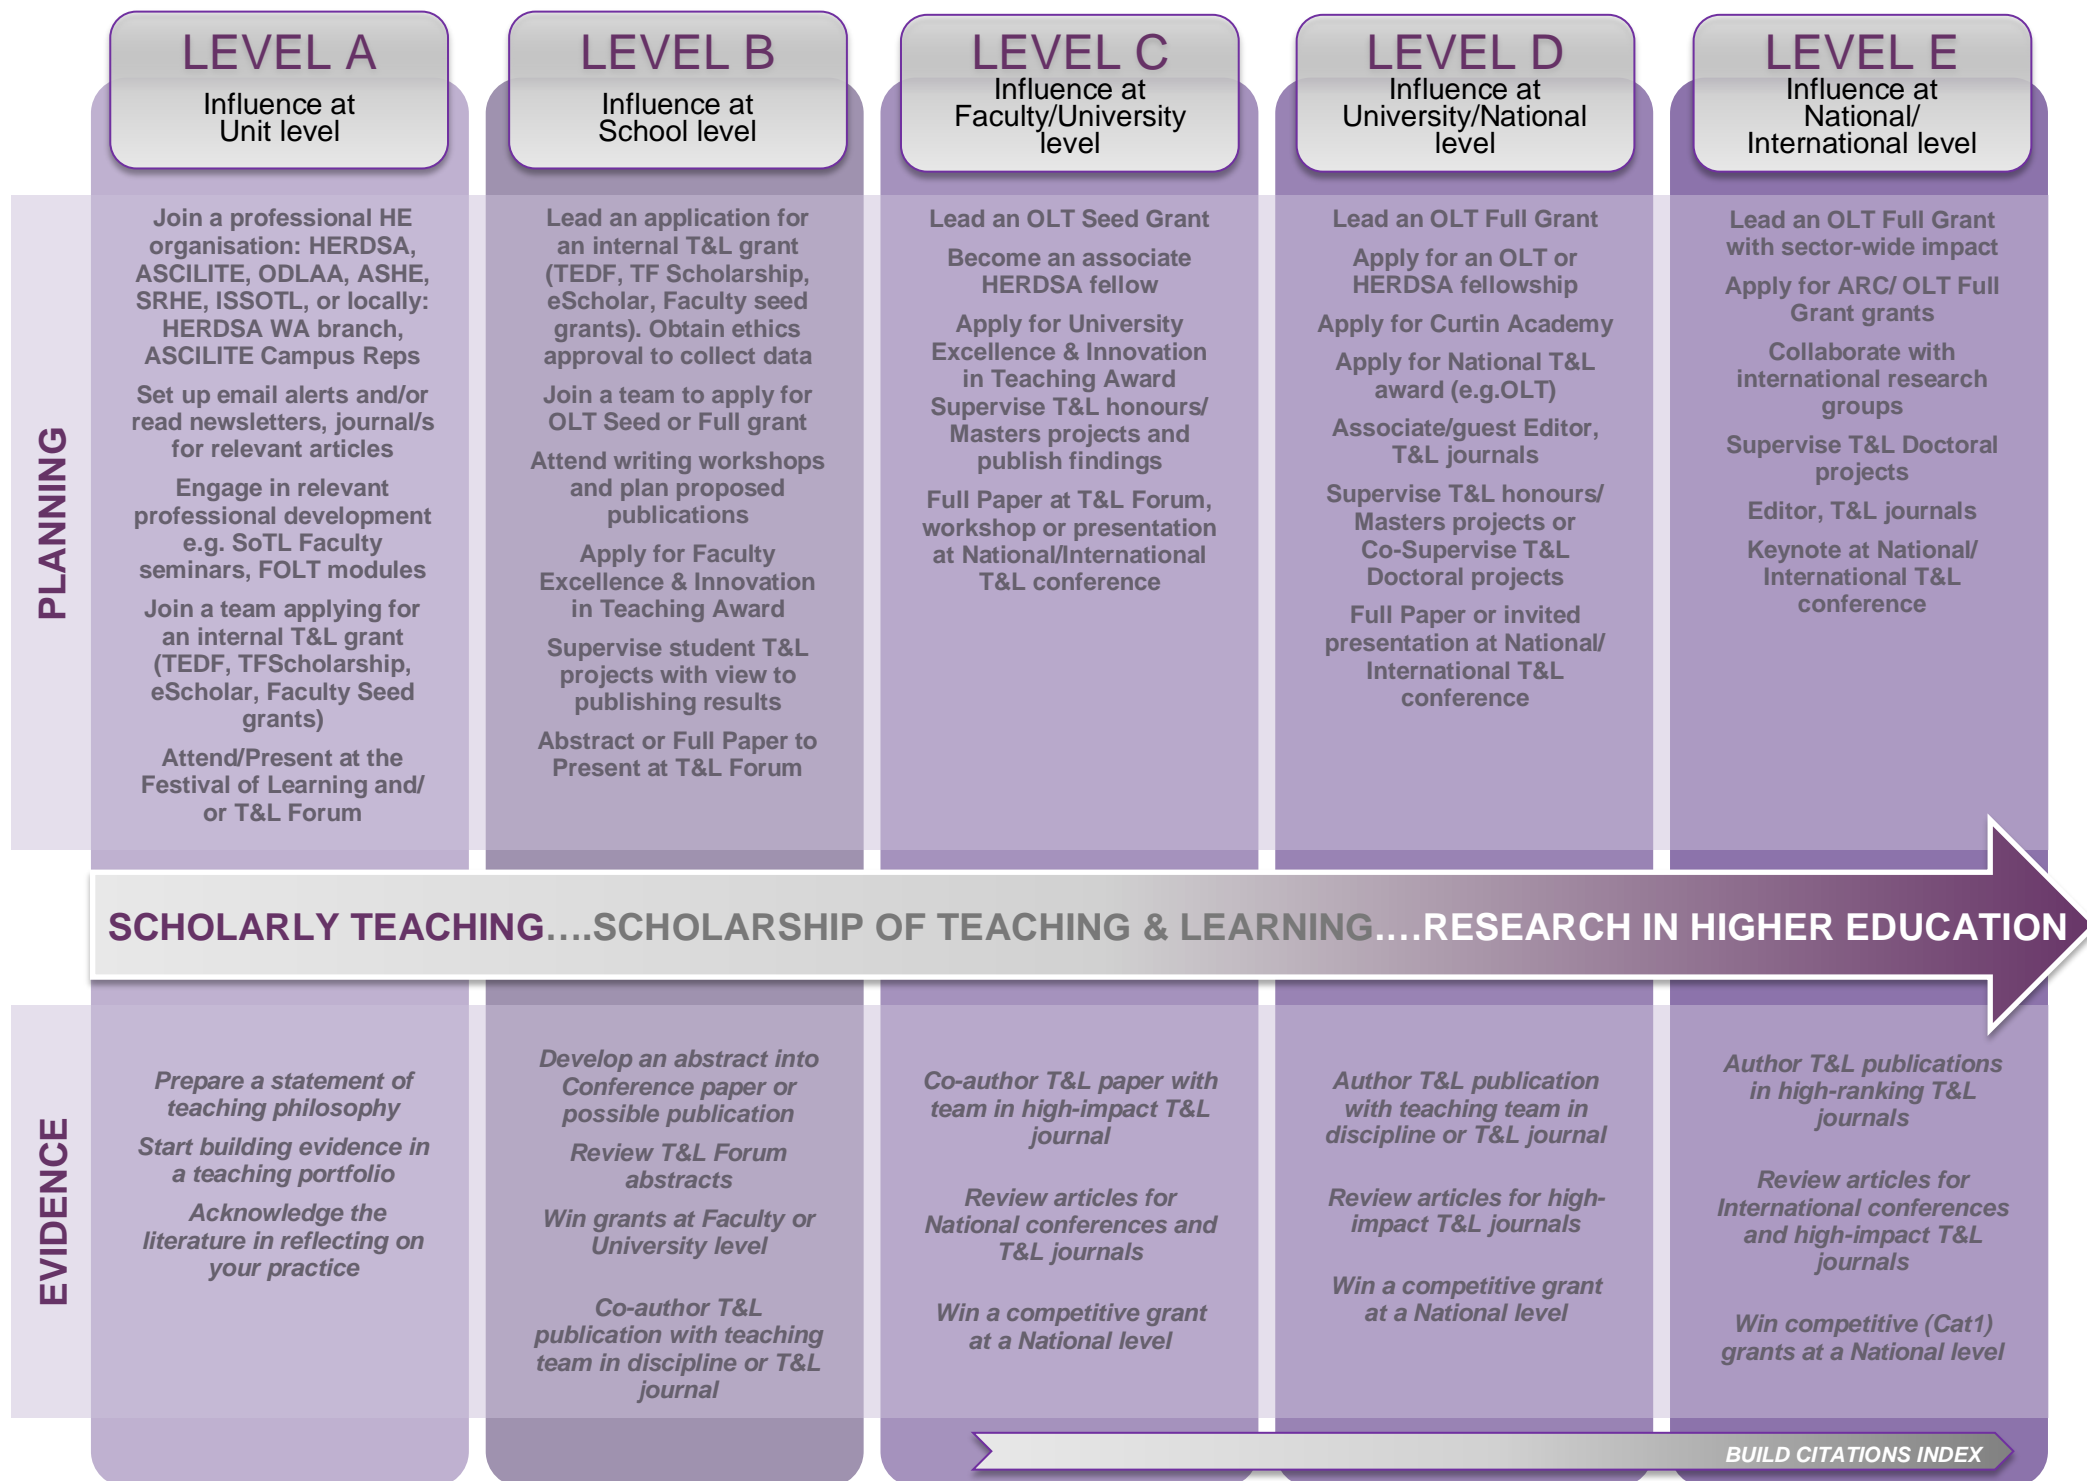 LEVEL A
Influence at
Unit level
LEVEL B
Influence at
School level
LEVEL C
Influence at
Faculty/University
level
LEVEL D
Influence at
University/National
level
LEVEL E
Influence at
National/
International level
PLANNING
Join a professional HE
organisation: HERDSA,
ASCILITE, ODLAA, ASHE,
SRHE, ISSOTL, or locally:
HERDSA WA branch,
ASCILITE Campus Reps
Set up email alerts and/or
read newsletters, journal/s
for relevant articles
Engage in relevant
professional development
e.g. SoTL Faculty
seminars, FOLT modules
Join a team applying for
an internal T&L grant
(TEDF, TFScholarship,
eScholar, Faculty Seed
grants)
Attend/Present at the
Festival of Learning and/
or T&L Forum
Lead an application for
an internal T&L grant
(TEDF, TF Scholarship,
eScholar, Faculty seed
grants). Obtain ethics
approval to collect data
Join a team to apply for
OLT Seed or Full grant
Attend writing workshops
and plan proposed
publications
Apply for Faculty
Excellence & Innovation
in Teaching Award
Supervise student T&L
projects with view to
publishing results
Abstract or Full Paper to
Present at T&L Forum
Lead an OLT Seed Grant
Become an associate
HERDSA fellow
Apply for University
Excellence & Innovation
in Teaching Award
Supervise T&L honours/
Masters projects and
publish findings
Full Paper at T&L Forum,
workshop or presentation
at National/International
T&L conference
Lead an OLT Full Grant
Apply for an OLT or
HERDSA fellowship
Apply for Curtin Academy
Apply for National T&L
award (e.g.OLT)
Associate/guest Editor,
T&L journals
Supervise T&L honours/
Masters projects or
Co-Supervise T&L
Doctoral projects
Full Paper or invited
presentation at National/
International T&L
conference
Lead an OLT Full Grant
with sector-wide impact
Apply for ARC/ OLT Full
Grant grants
Collaborate with
international research
groups
Supervise T&L Doctoral
projects
Editor, T&L journals
Keynote at National/
International T&L
conference
SCHOLARLY TEACHING....SCHOLARSHIP OF TEACHING & LEARNING....RESEARCH IN HIGHER EDUCATION
EVIDENCE
Prepare a statement of
teaching philosophy
Start building evidence in
a teaching portfolio
Acknowledge the
literature in reflecting on
your practice
Develop an abstract into
Conference paper or
possible publication
Review T&L Forum
abstracts
Win grants at Faculty or
University level
Co-author T&L
publication with teaching
team in discipline or T&L
journal
Co-author T&L paper with
team in high-impact T&L
journal
Review articles for
National conferences and
T&L journals
Win a competitive grant
at a National level
Author T&L publication
with teaching team in
discipline or T&L journal
Review articles for high-
impact T&L journals
Win a competitive grant
at a National level
Author T&L publications
in high-ranking T&L
journals
Review articles for
International conferences
and high-impact T&L
journals
Win competitive (Cat1)
grants at a National level
BUILD CITATIONS INDEX